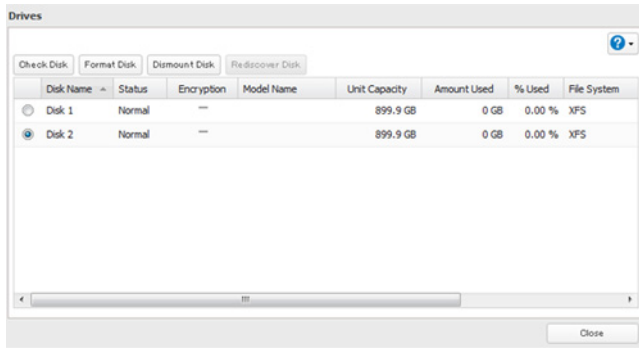 Drives
?
Check Disk Format Disk Dismount Disk Rediscover Disk
Disk Name Status Encryption Model Name Unit Capacity Amount Used % Used File System
Disk 1 Normal --- 899.9 GB 0 GB 0.00 % XFS
Disk 2 Normal --- 899.9 GB 0 GB 0.00 % XFS
Close